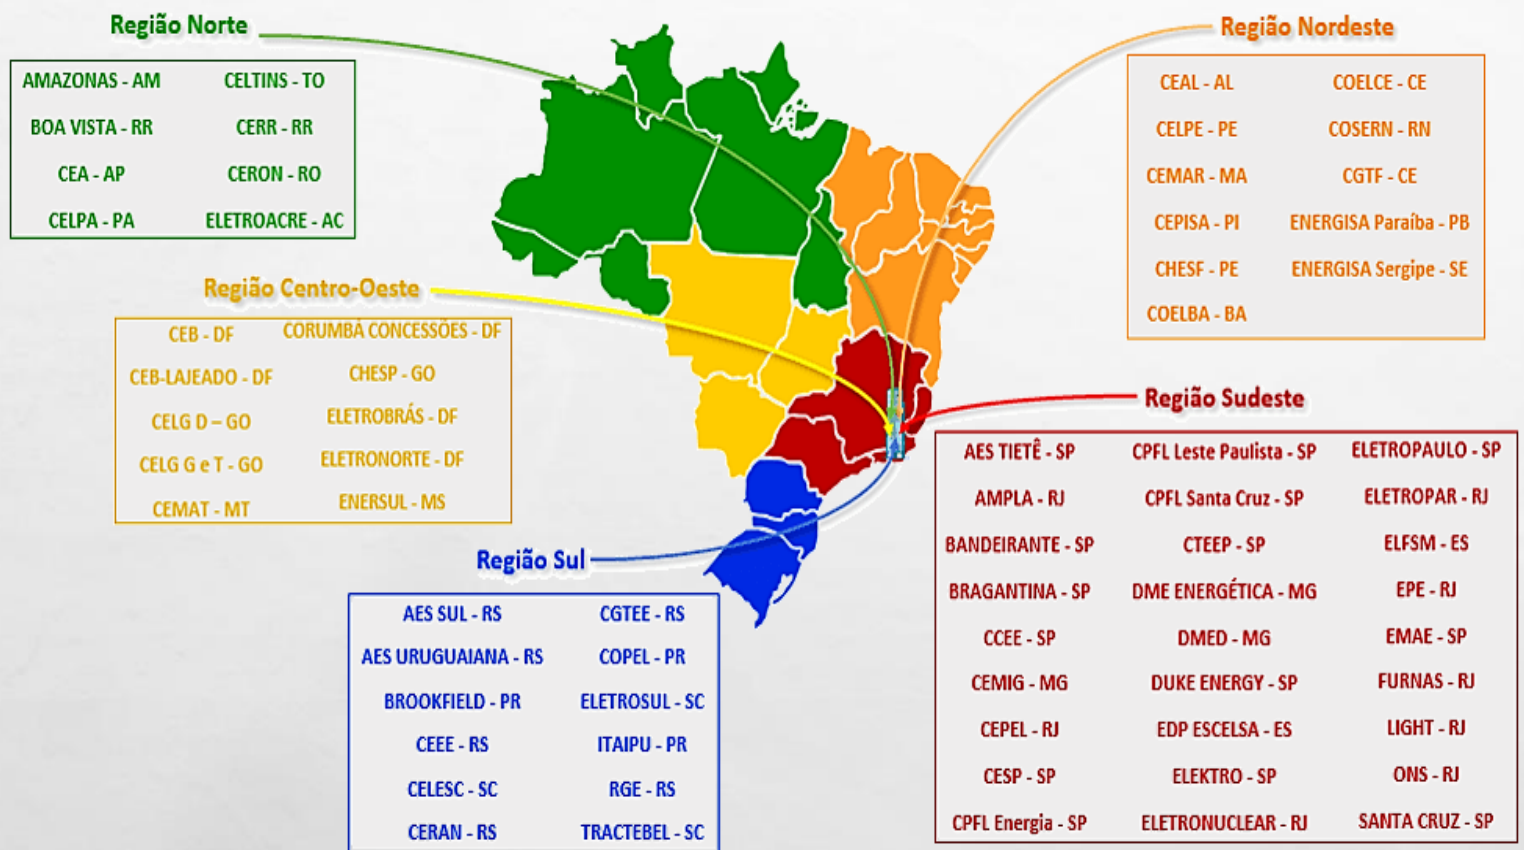 Região Norte
AMAZONAS - AM
CELTINS - TO
BOA VISTA - RR
CERR - RR
CEA - AP
CERON - RO
CELPA - PA
ELETROACRE - AC
Região Nordeste
CEAL - AL
COELCE - CE
CELPE - PE
COSERN - RN
CEMAR - MA
CGTF - CE
CEPISA - PI
ENERGISA Paraíba - PB
CHESF - PE
ENERGISA Sergipe - SE
COELBA - BA
Região Centro-Oeste
CEB - DF
CORUMBÁ CONCESSÕES - DF
CEB-LAJEADO - DF
CHESP - GO
CELG D – GO
ELETROBRÁS - DF
CELG G e T - GO
ELETRONORTE - DF
CEMAT - MT
ENERSUL - MS
Região Sudeste
AES TIETÊ - SP
CPFL Leste Paulista - SP
ELETROPAULO - SP
AMPLA - RJ
CPFL Santa Cruz - SP
ELETROPAR - RJ
BANDEIRANTE - SP
CTEEP - SP
ELFSM - ES
BRAGANTINA - SP
DME ENERGÉTICA - MG
EPE - RJ
CCEE - SP
DMED - MG
EMAE - SP
CEMIG - MG
DUKE ENERGY - SP
FURNAS - RJ
CEPEL - RJ
EDP ESCELSA - ES
LIGHT - RJ
CESP - SP
ELEKTRO - SP
ONS - RJ
CPFL Energia - SP
ELETRONUCLEAR - RJ
SANTA CRUZ - SP
Região Sul
AES SUL - RS
CGTEE - RS
AES URUGUAIANA - RS
COPEL - PR
BROOKFIELD - PR
ELETROSUL - SC
CEEE - RS
ITAIPU - PR
CELESC - SC
RGE - RS
CERAN - RS
TRACTEBEL - SC